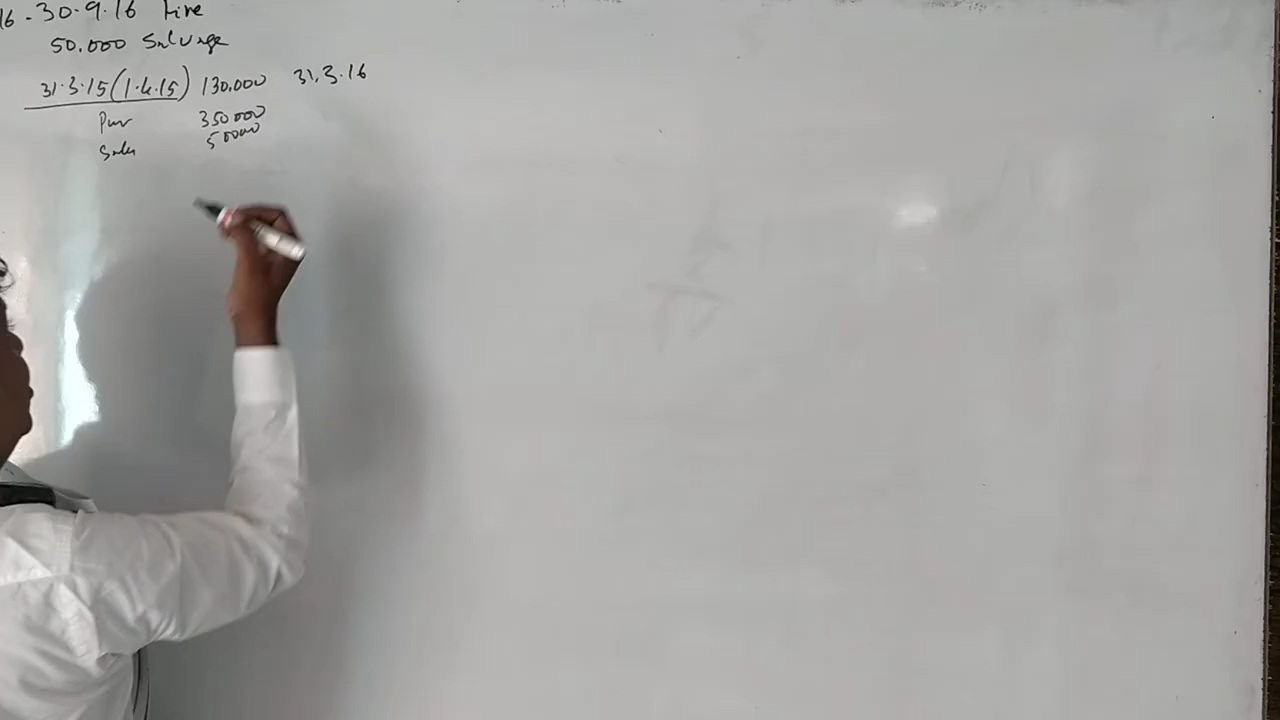 16 - 30.9.16 Fire
50.000 Salvage
31.3.15 (1.4.15) 130.000 31.3.16
Pur 350000
Sales 50000